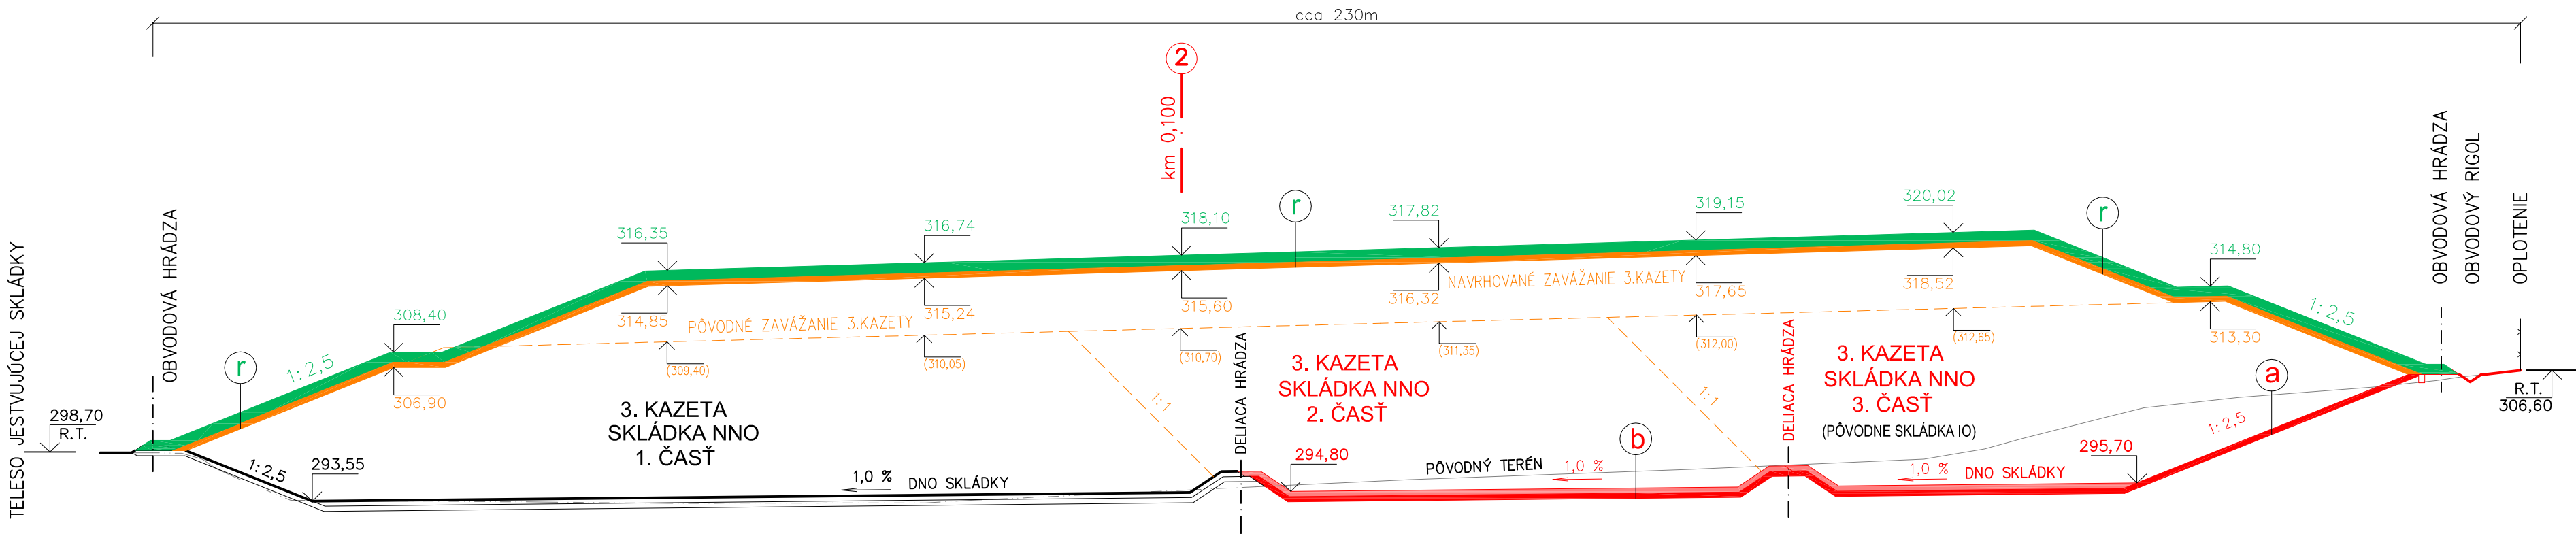 cca 230m
2
km 0,100
TELESO JESTVUJÚCEJ SKLÁDKY
298,70
R.T.
OBVODOVÁ HRÁDZA
r
1:2,5
308,40
306,90
316,35
314,85
(309,40)
316,74
315,24
(310,05)
PÔVODNÉ ZAVÁŽANIE 3.KAZETY
318,10
315,60
(310,70)
r
317,82
316,32
(311,35)
NAVRHOVANÉ ZAVÁŽANIE 3.KAZETY
319,15
317,65
(312,00)
320,02
318,52
(312,65)
r
314,80
313,30
1:2,5
OBVODOVÁ HRÁDZA
OBVODOVÝ RIGOL
OPLOTENIE
R.T.
306,60
1:2,5
293,55
3. KAZETA
SKLÁDKA NNO
1. ČASŤ
1,0 %
DNO SKLÁDKY
1:1
DELIACA HRÁDZA
3. KAZETA
SKLÁDKA NNO
2. ČASŤ
294,80
PÔVODNÝ TERÉN
1,0 %
b
1:1
DELIACA HRÁDZA
3. KAZETA
SKLÁDKA NNO
3. ČASŤ
(PÔVODNE SKLÁDKA IO)
1,0 %
DNO SKLÁDKY
295,70
1:2,5
a